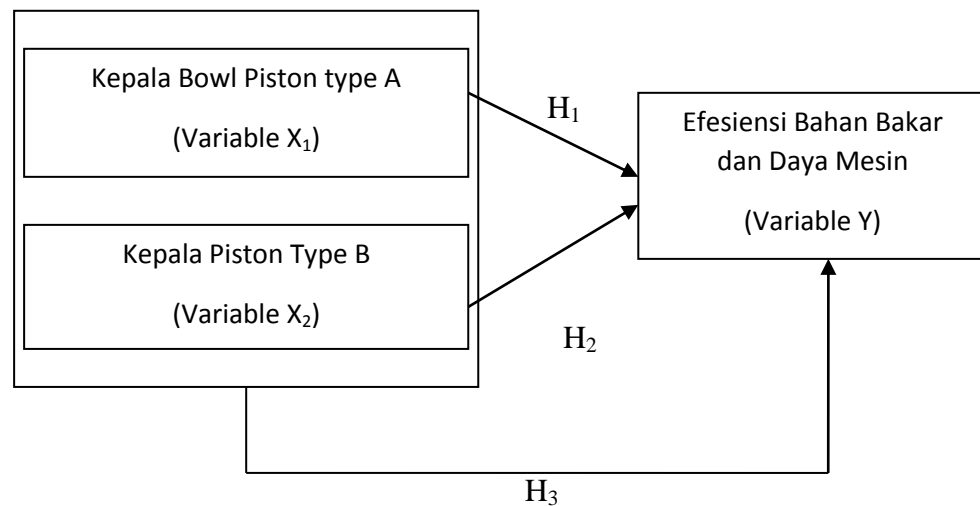 Kepala Bowl Piston type A
(Variable X₁)
H₁
Efesiensi Bahan Bakar
dan Daya Mesin
(Variable Y)
Kepala Piston Type B
(Variable X₂)
H₂
H₃